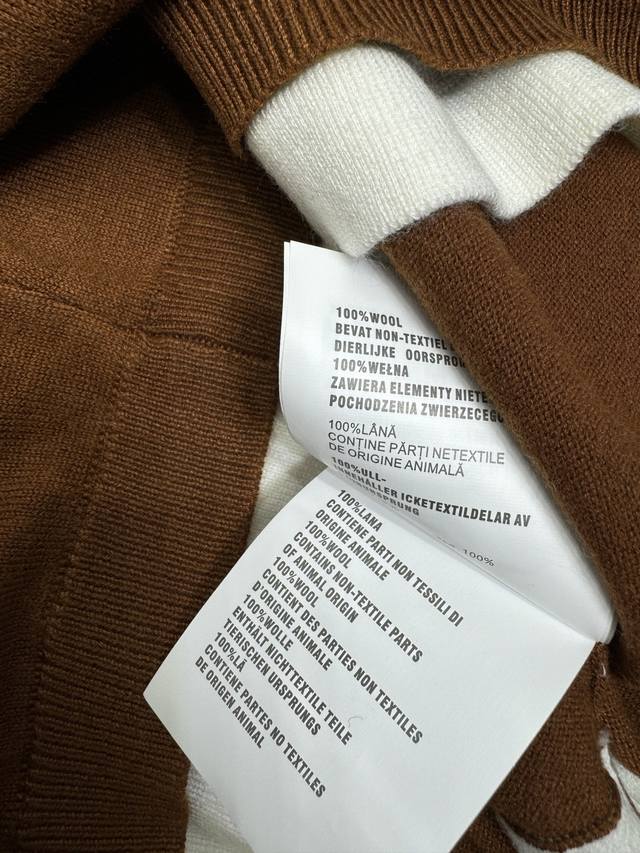 100%WOOL
BEVAT NON-TEXTIEL
DIERLIJKE OORSPRO
100%WEŁNA
ZAWIERA ELEMENTY NIETE
POCHODZENIA ZWIERZECEG
100%LÂNĂ
CONȚINE PĂRȚI NETEXTILE
DE ORIGINE ANIMALĂ
100%ULL-
INNEHÅLLER ICKETEXTILDELAR AV
100%
100%LANA
CONTIENE PARTI NON TESSILI DI
ORIGINE ANIMALE
100%WOOL
CONTAINS NON-TEXTILE PARTS
OF ANIMAL ORIGIN
100%WOOL
CONTIENT DES PARTIES NON TEXTILES
D'ORIGINE ANIMALE
100%WOLLE
ENTHÄLT NICHTTEXTILE TEILE
TIERISCHEN URSPRUNGS
100%LÃ
CONTIENE PARTES NO TEXTILES
DE ORIGEN ANIMAL